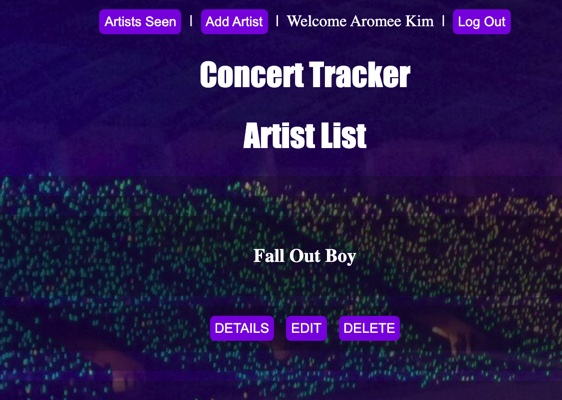 Artists Seen | Add Artist | Welcome Aromee Kim | Log Out
Concert Tracker
Artist List
Fall Out Boy
DETAILS EDIT DELETE